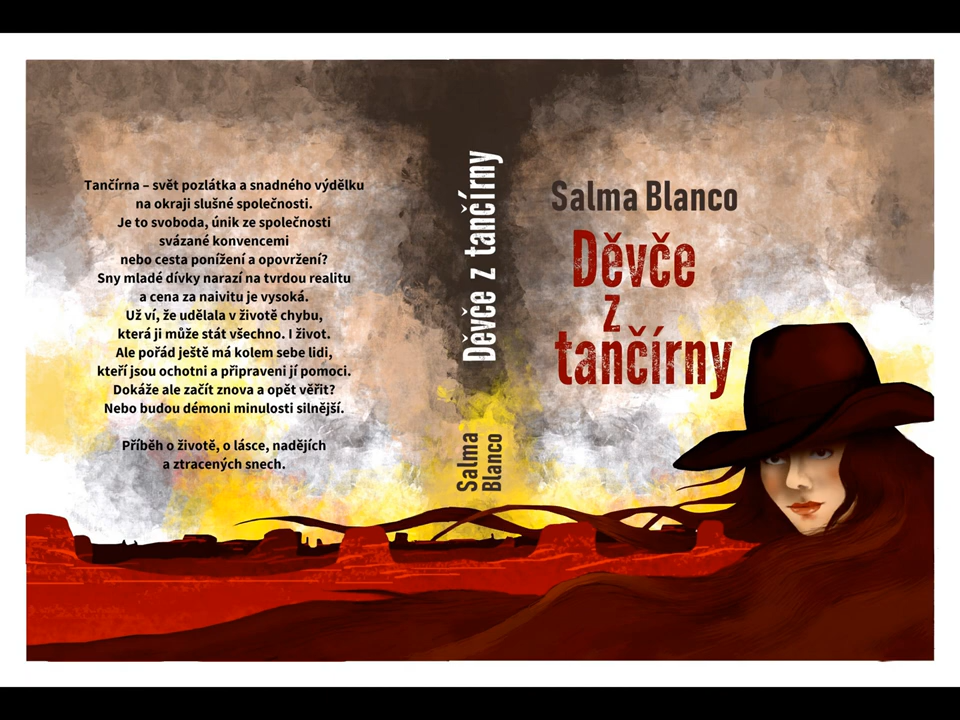 Tančírna – svět pozlátka a snadného výdělku
na okraji slušné společnosti.
Je to svoboda, únik ze společnosti
svázané konvencemi
nebo cesta ponížení a opovržení?
Sny mladé dívky narazí na tvrdou realitu
a cena za naivitu je vysoká.
Už ví, že udělala v životě chybu,
která ji může stát všechno. I život.
Ale pořád ještě má kolem sebe lidi,
kteří jsou ochotni a připraveni jí pomoci.
Dokáže ale začít znova a opět věřit?
Nebo budou démoni minulosti silnější.
Příběh o životě, o lásce, nadějích
a ztracených snech.
Děvče z tančírny
Salma
Blanco
Salma Blanco
Děvče
z
tančírny